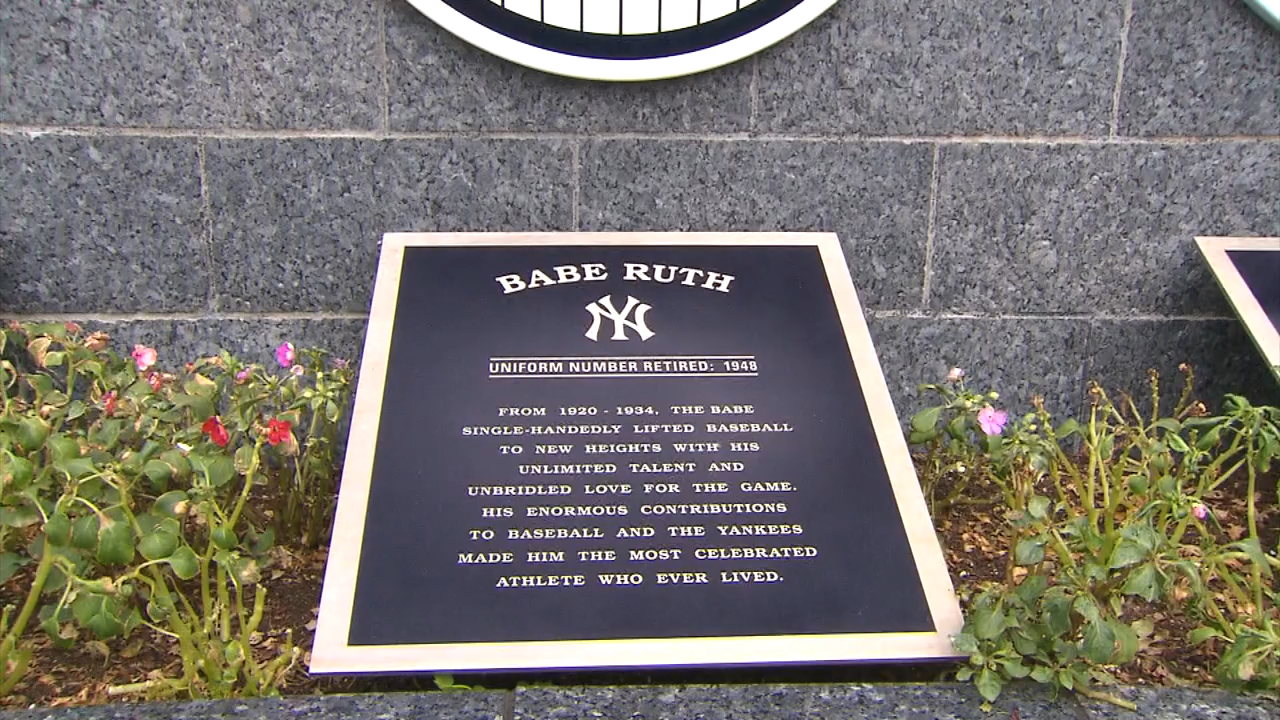 BABE RUTH
NY
UNIFORM NUMBER RETIRED: 1948
FROM 1920 - 1934, THE BABE
SINGLE-HANDEDLY LIFTED BASEBALL
TO NEW HEIGHTS WITH HIS
UNLIMITED TALENT AND
UNBRIDLED LOVE FOR THE GAME.
HIS ENORMOUS CONTRIBUTIONS
TO BASEBALL AND THE YANKEES
MADE HIM THE MOST CELEBRATED
ATHLETE WHO EVER LIVED.